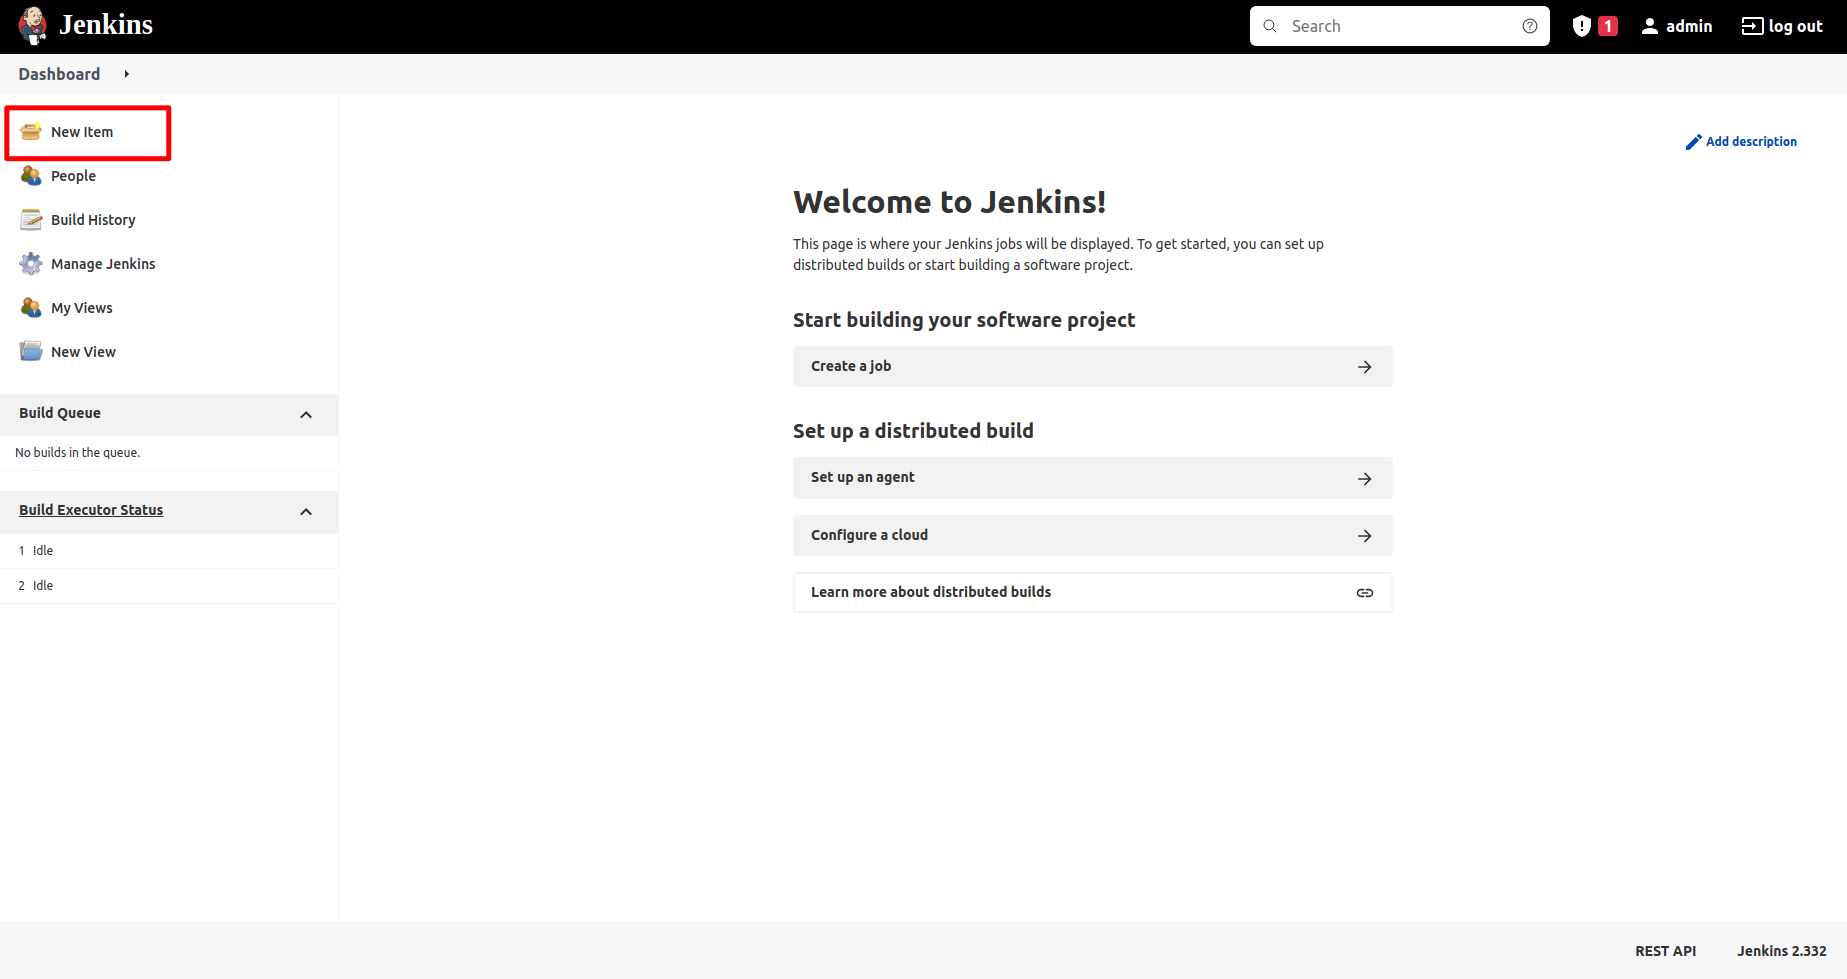 Jenkins
Search
1
admin
log out
Dashboard
New Item
People
Build History
Manage Jenkins
My Views
New View
Build Queue
No builds in the queue.
Build Executor Status
1 Idle
2 Idle
Add description
Welcome to Jenkins!
This page is where your Jenkins jobs will be displayed. To get started, you can set up
distributed builds or start building a software project.
Start building your software project
Create a job
Set up a distributed build
Set up an agent
Configure a cloud
Learn more about distributed builds
REST API
Jenkins 2.332